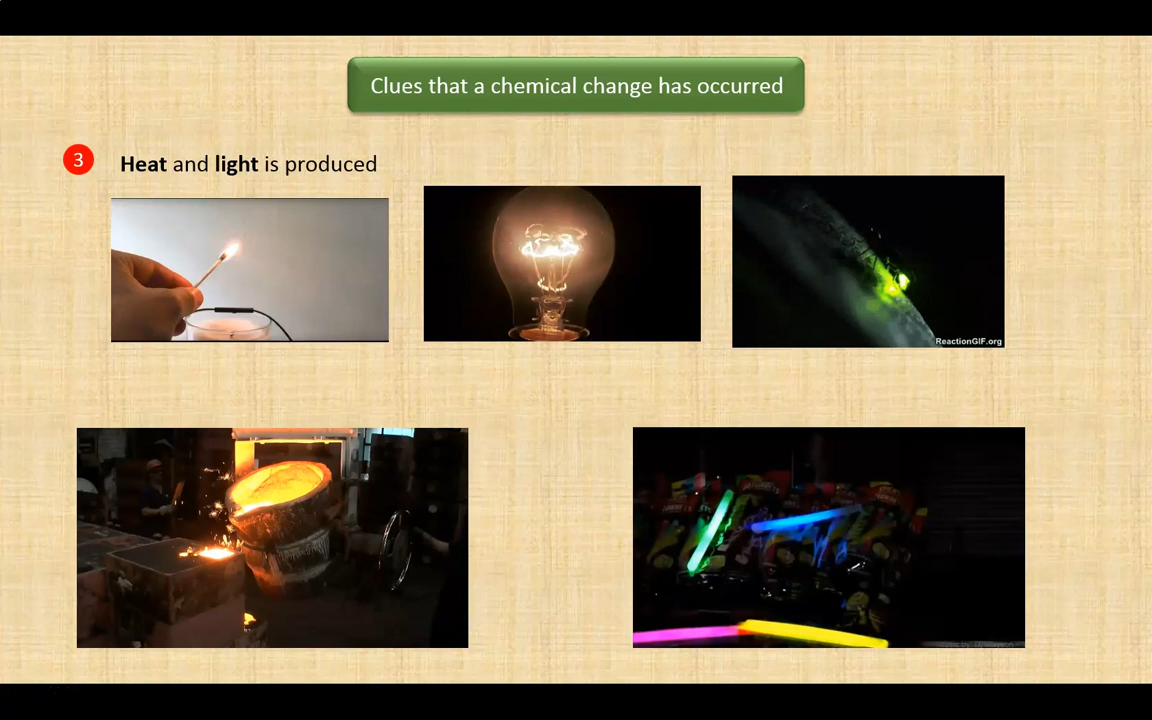 Clues that a chemical change has occurred
3 Heat and light is produced
ReactionGIF.org